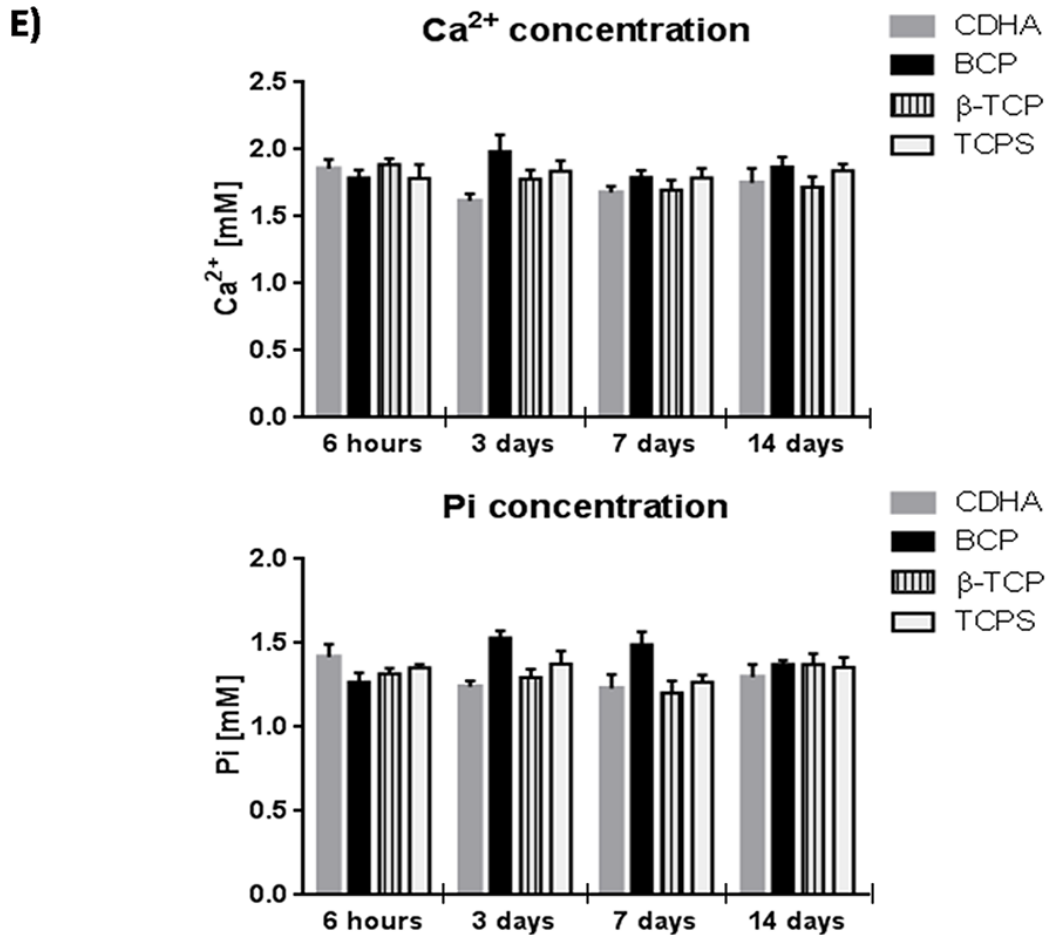 E)
Ca²⁺ concentration
CDHA
BCP
β-TCP
TCPS
Ca²⁺ [mM]
2.5
2.0
1.5
1.0
0.5
0.0
6 hours 3 days 7 days 14 days
Pi concentration
CDHA
BCP
β-TCP
TCPS
Pi [mM]
2.0
1.5
1.0
0.5
0.0
6 hours 3 days 7 days 14 days